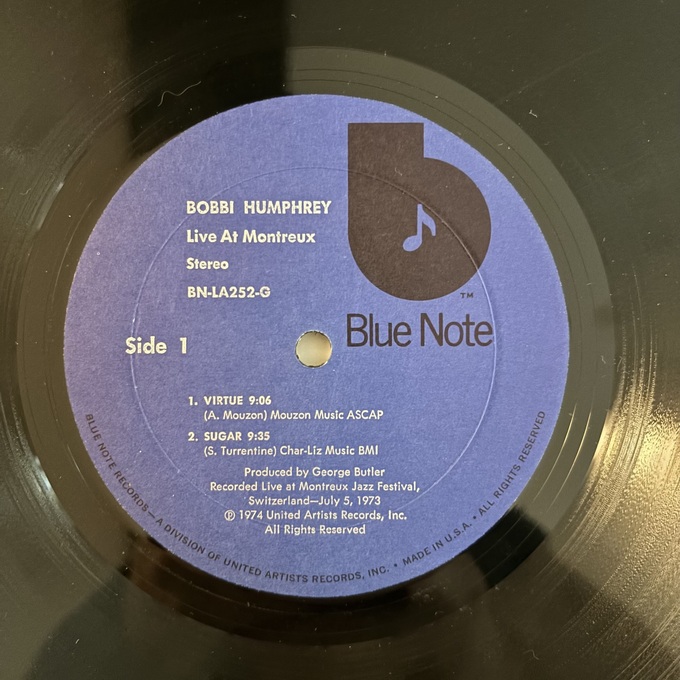 BOBBI HUMPHREY
Live At Montreux
Stereo
BN-LA252-G
TM
Blue Note
Side 1
1. VIRTUE 9:06
(A. Mouzon) Mouzon Music ASCAP
2. SUGAR 9:35
(S. Turrentine) Char-Liz Music BMI
Produced by George Butler
Recorded Live at Montreux Jazz Festival,
Switzerland—July 5, 1973
℗ 1974 United Artists Records, Inc.
All Rights Reserved
BLUE NOTE RECORDS—A DIVISION OF UNITED ARTISTS RECORDS, INC. • MADE IN U.S.A. • ALL RIGHTS RESERVED